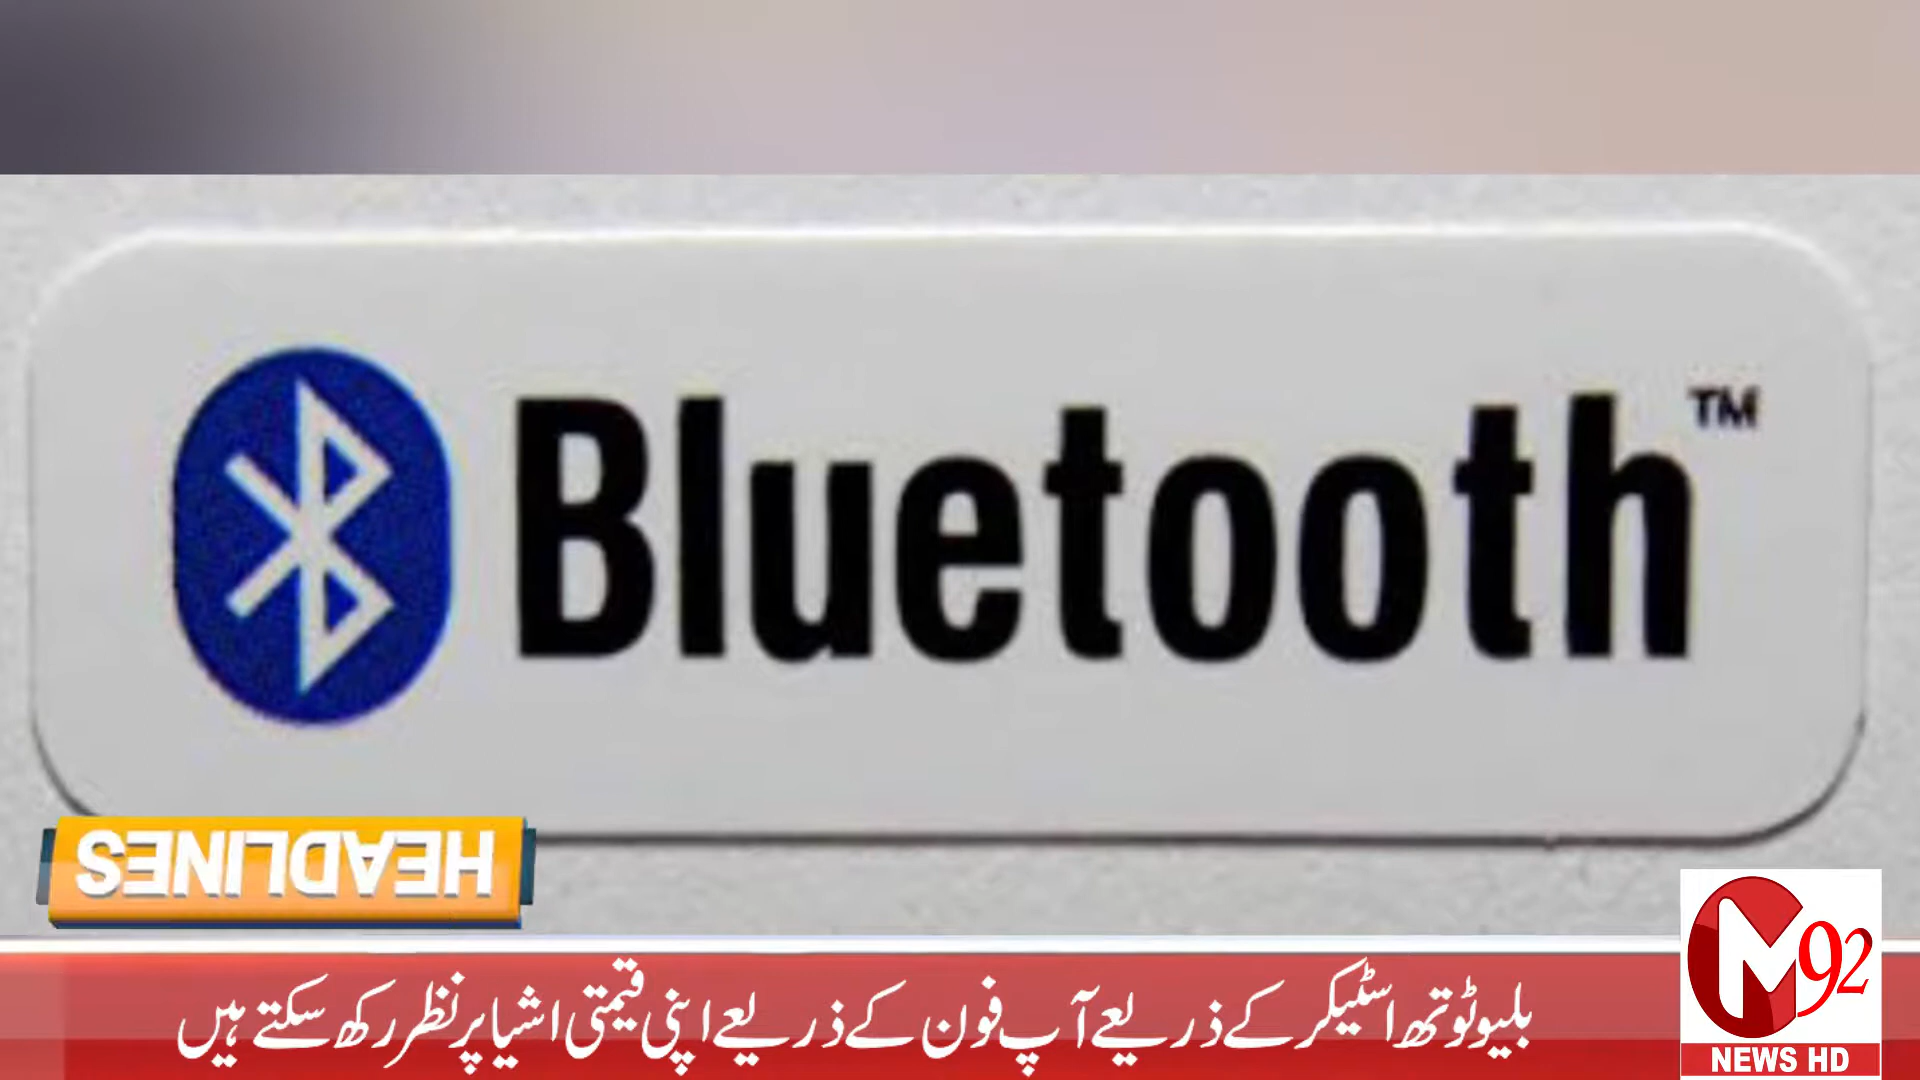 Bluetooth™
HEADLINES
بلیوٹوتھ اسٹیکر کے ذریعے آپ فون کے ذریعے اپنی قیمتی اشیا پر نظر رکھ سکتے ہیں
M 92
NEWS HD